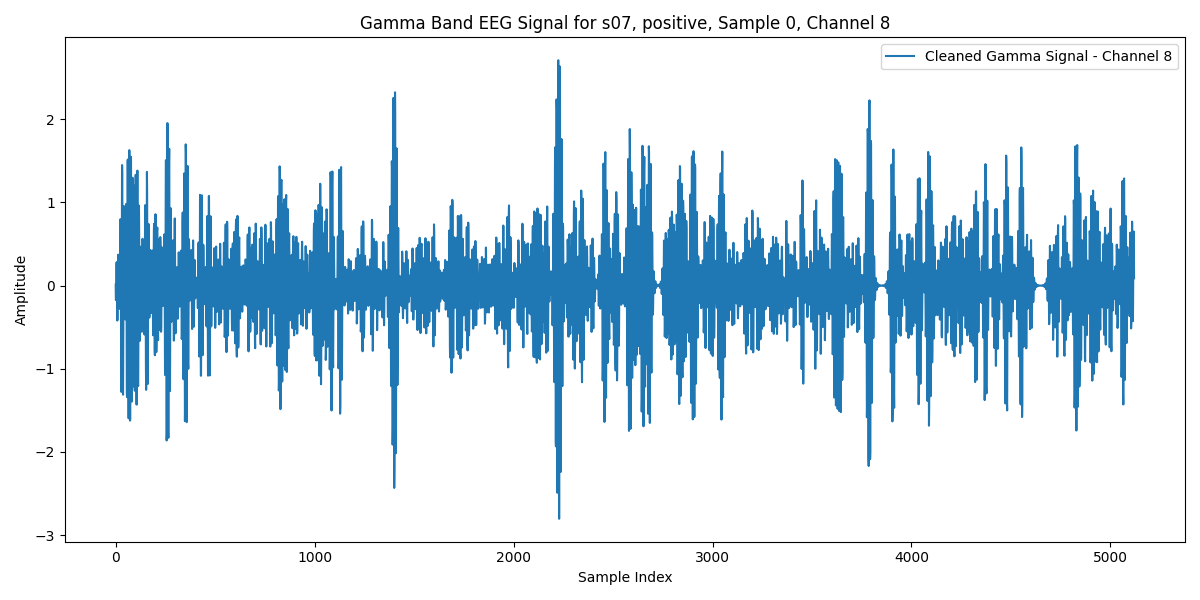 Gamma Band EEG Signal for s07, positive, Sample 0, Channel 8
Cleaned Gamma Signal - Channel 8
Amplitude
2
1
0
−1
−2
−3
0 1000 2000 3000 4000 5000
Sample Index